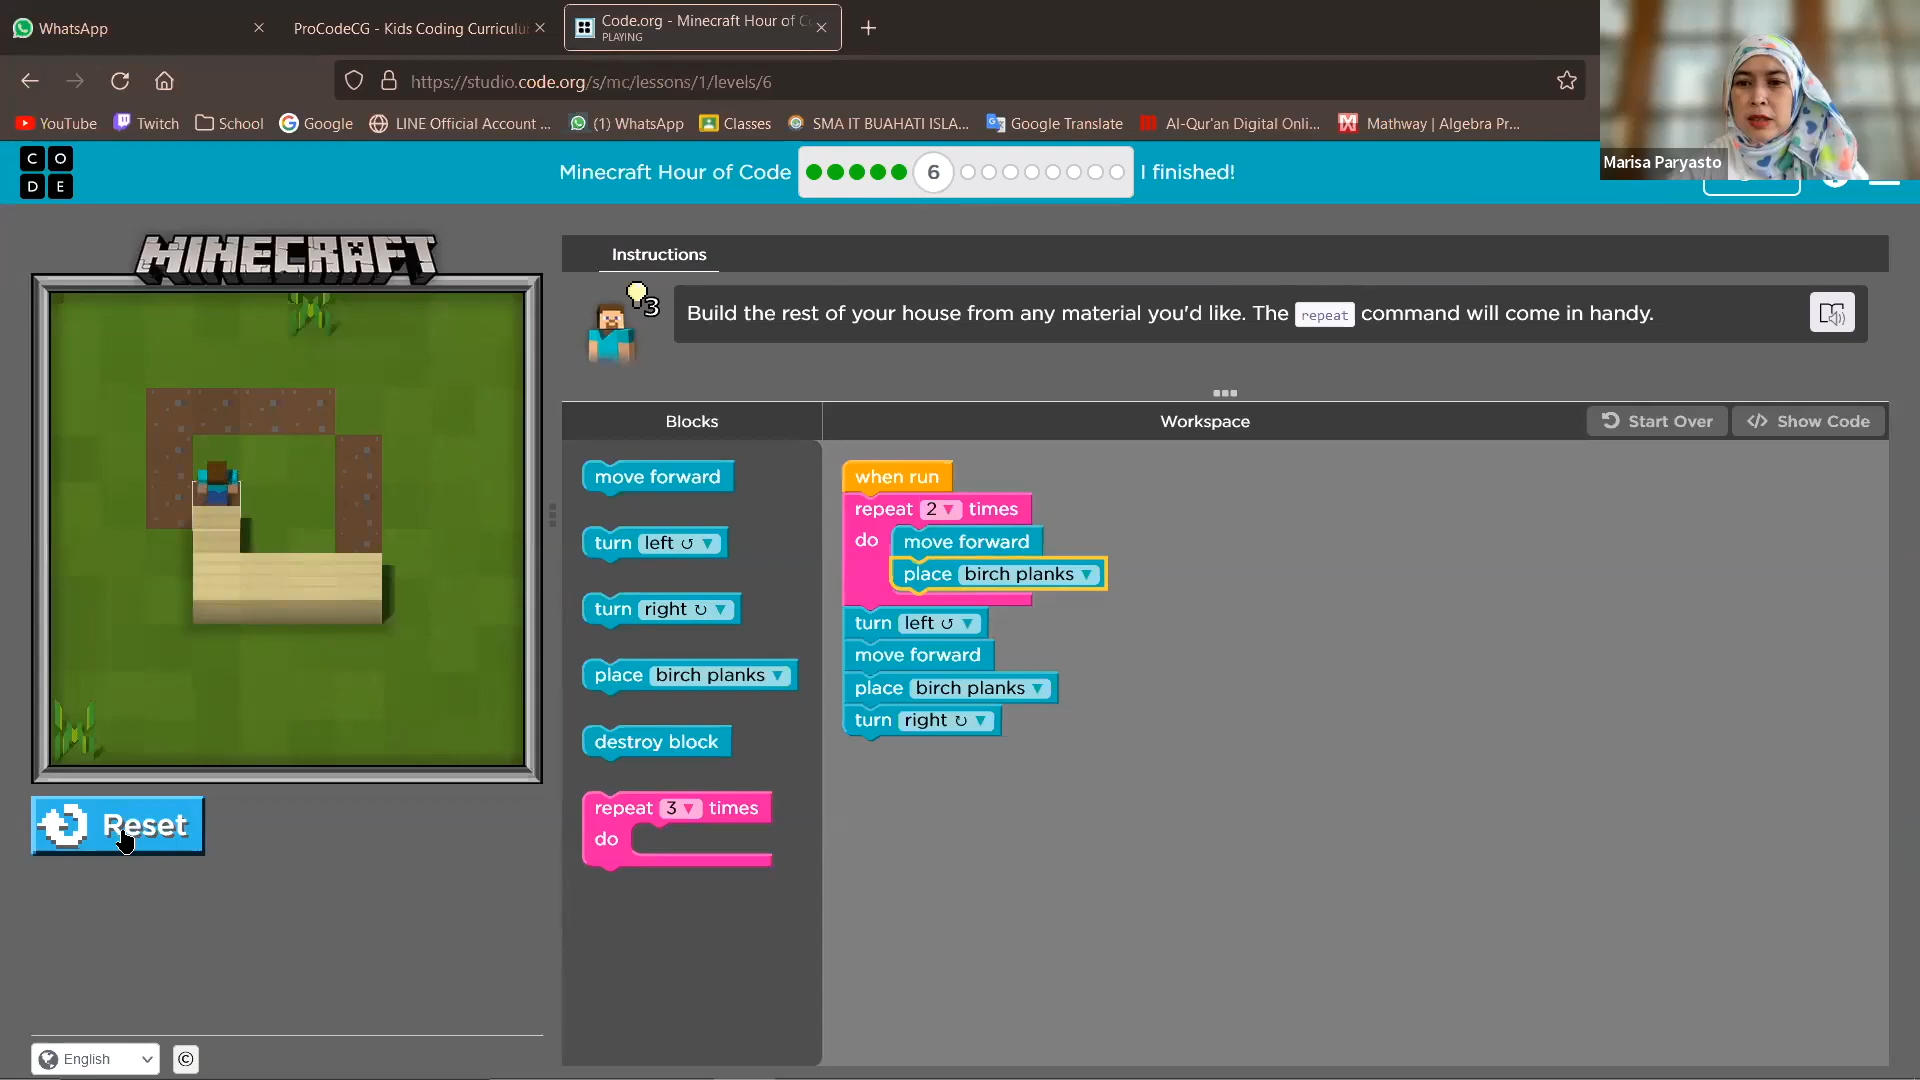 WhatsApp
ProCodeCG - Kids Coding Curriculu
Code.org - Minecraft Hour of C
PLAYING
https://studio.code.org/s/mc/lessons/1/levels/6
YouTube
Twitch
School
Google
LINE Official Account ...
(1) WhatsApp
Classes
SMA IT BUAHATI ISLA...
Google Translate
Al-Qur'an Digital Onli...
Mathway | Algebra Pr...
Marisa Paryasto
C O
D E
Minecraft Hour of Code
6
I finished!
MINECRAFT
Instructions
3
Build the rest of your house from any material you'd like. The repeat command will come in handy.
Blocks
Workspace
Start Over
</> Show Code
move forward
turn left ↺ ▼
turn right ↻ ▼
place birch planks ▼
destroy block
repeat 3 ▼ times
do
when run
repeat 2 ▼ times
do move forward
place birch planks ▼
turn left ↺ ▼
move forward
place birch planks ▼
turn right ↻ ▼
Reset
English
©